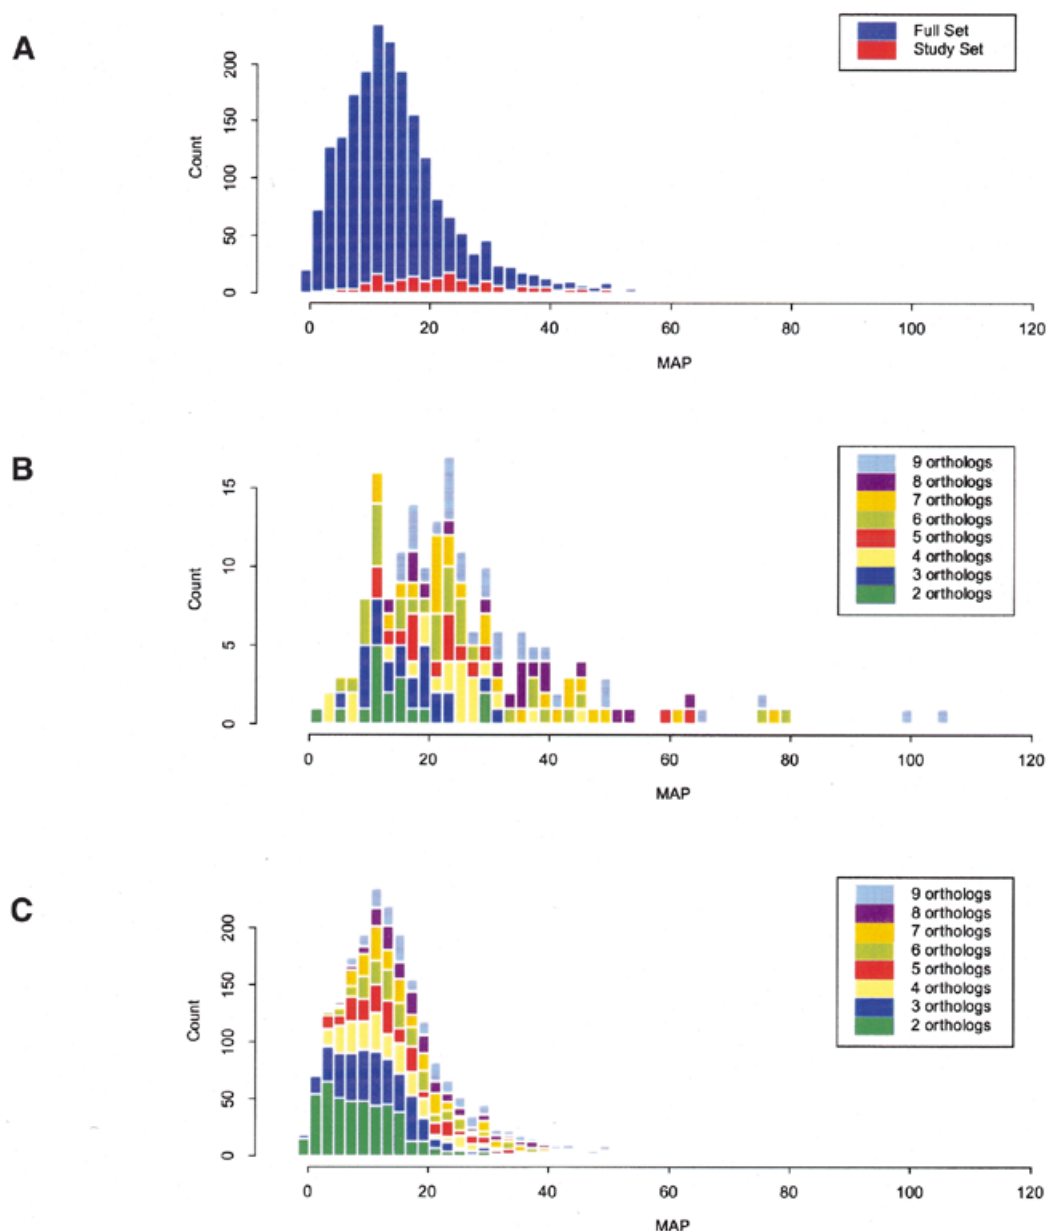 A
Full Set
Study Set
Count
200
150
100
50
0
0 20 40 60 80 100 120
MAP
B
9 orthologs
8 orthologs
7 orthologs
6 orthologs
5 orthologs
4 orthologs
3 orthologs
2 orthologs
Count
15
10
5
0
0 20 40 60 80 100 120
MAP
C
9 orthologs
8 orthologs
7 orthologs
6 orthologs
5 orthologs
4 orthologs
3 orthologs
2 orthologs
Count
200
150
100
50
0
0 20 40 60 80 100 120
MAP